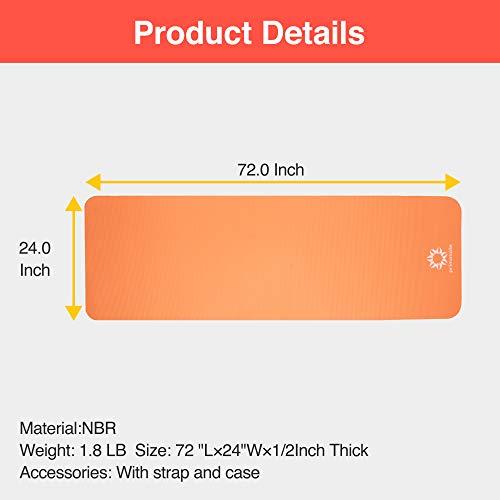 Product Details
72.0 Inch
24.0
Inch
Material:NBR
Weight: 1.8 LB  Size: 72 "L×24"W×1/2Inch Thick
Accessories: With strap and case